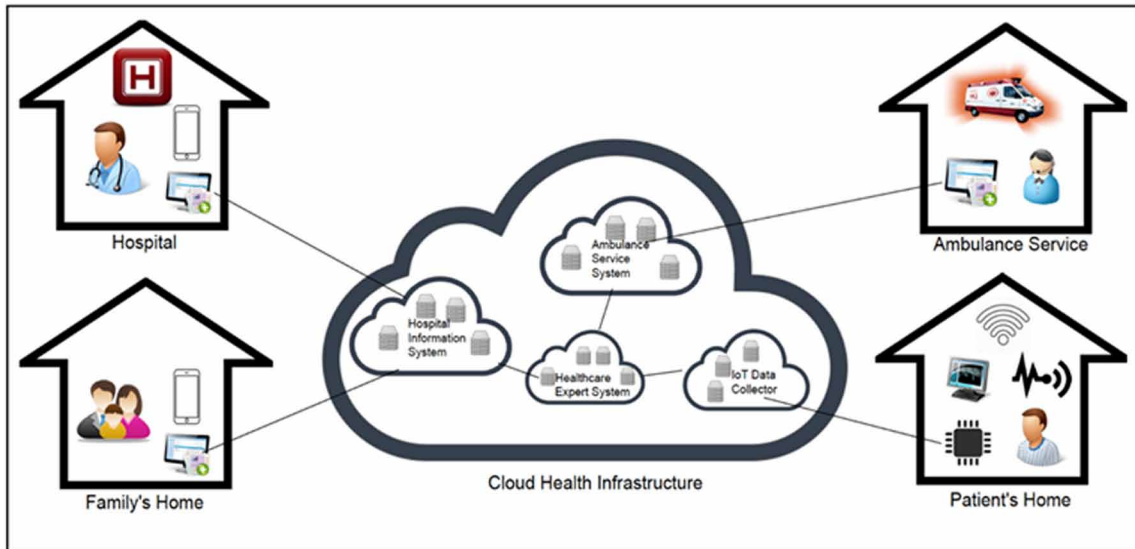 H
Hospital
Ambulance
Service
System
Ambulance Service
Hospital
Information
System
Healthcare
Expert System
IoT Data
Collector
Family's Home
Cloud Health Infrastructure
Patient's Home